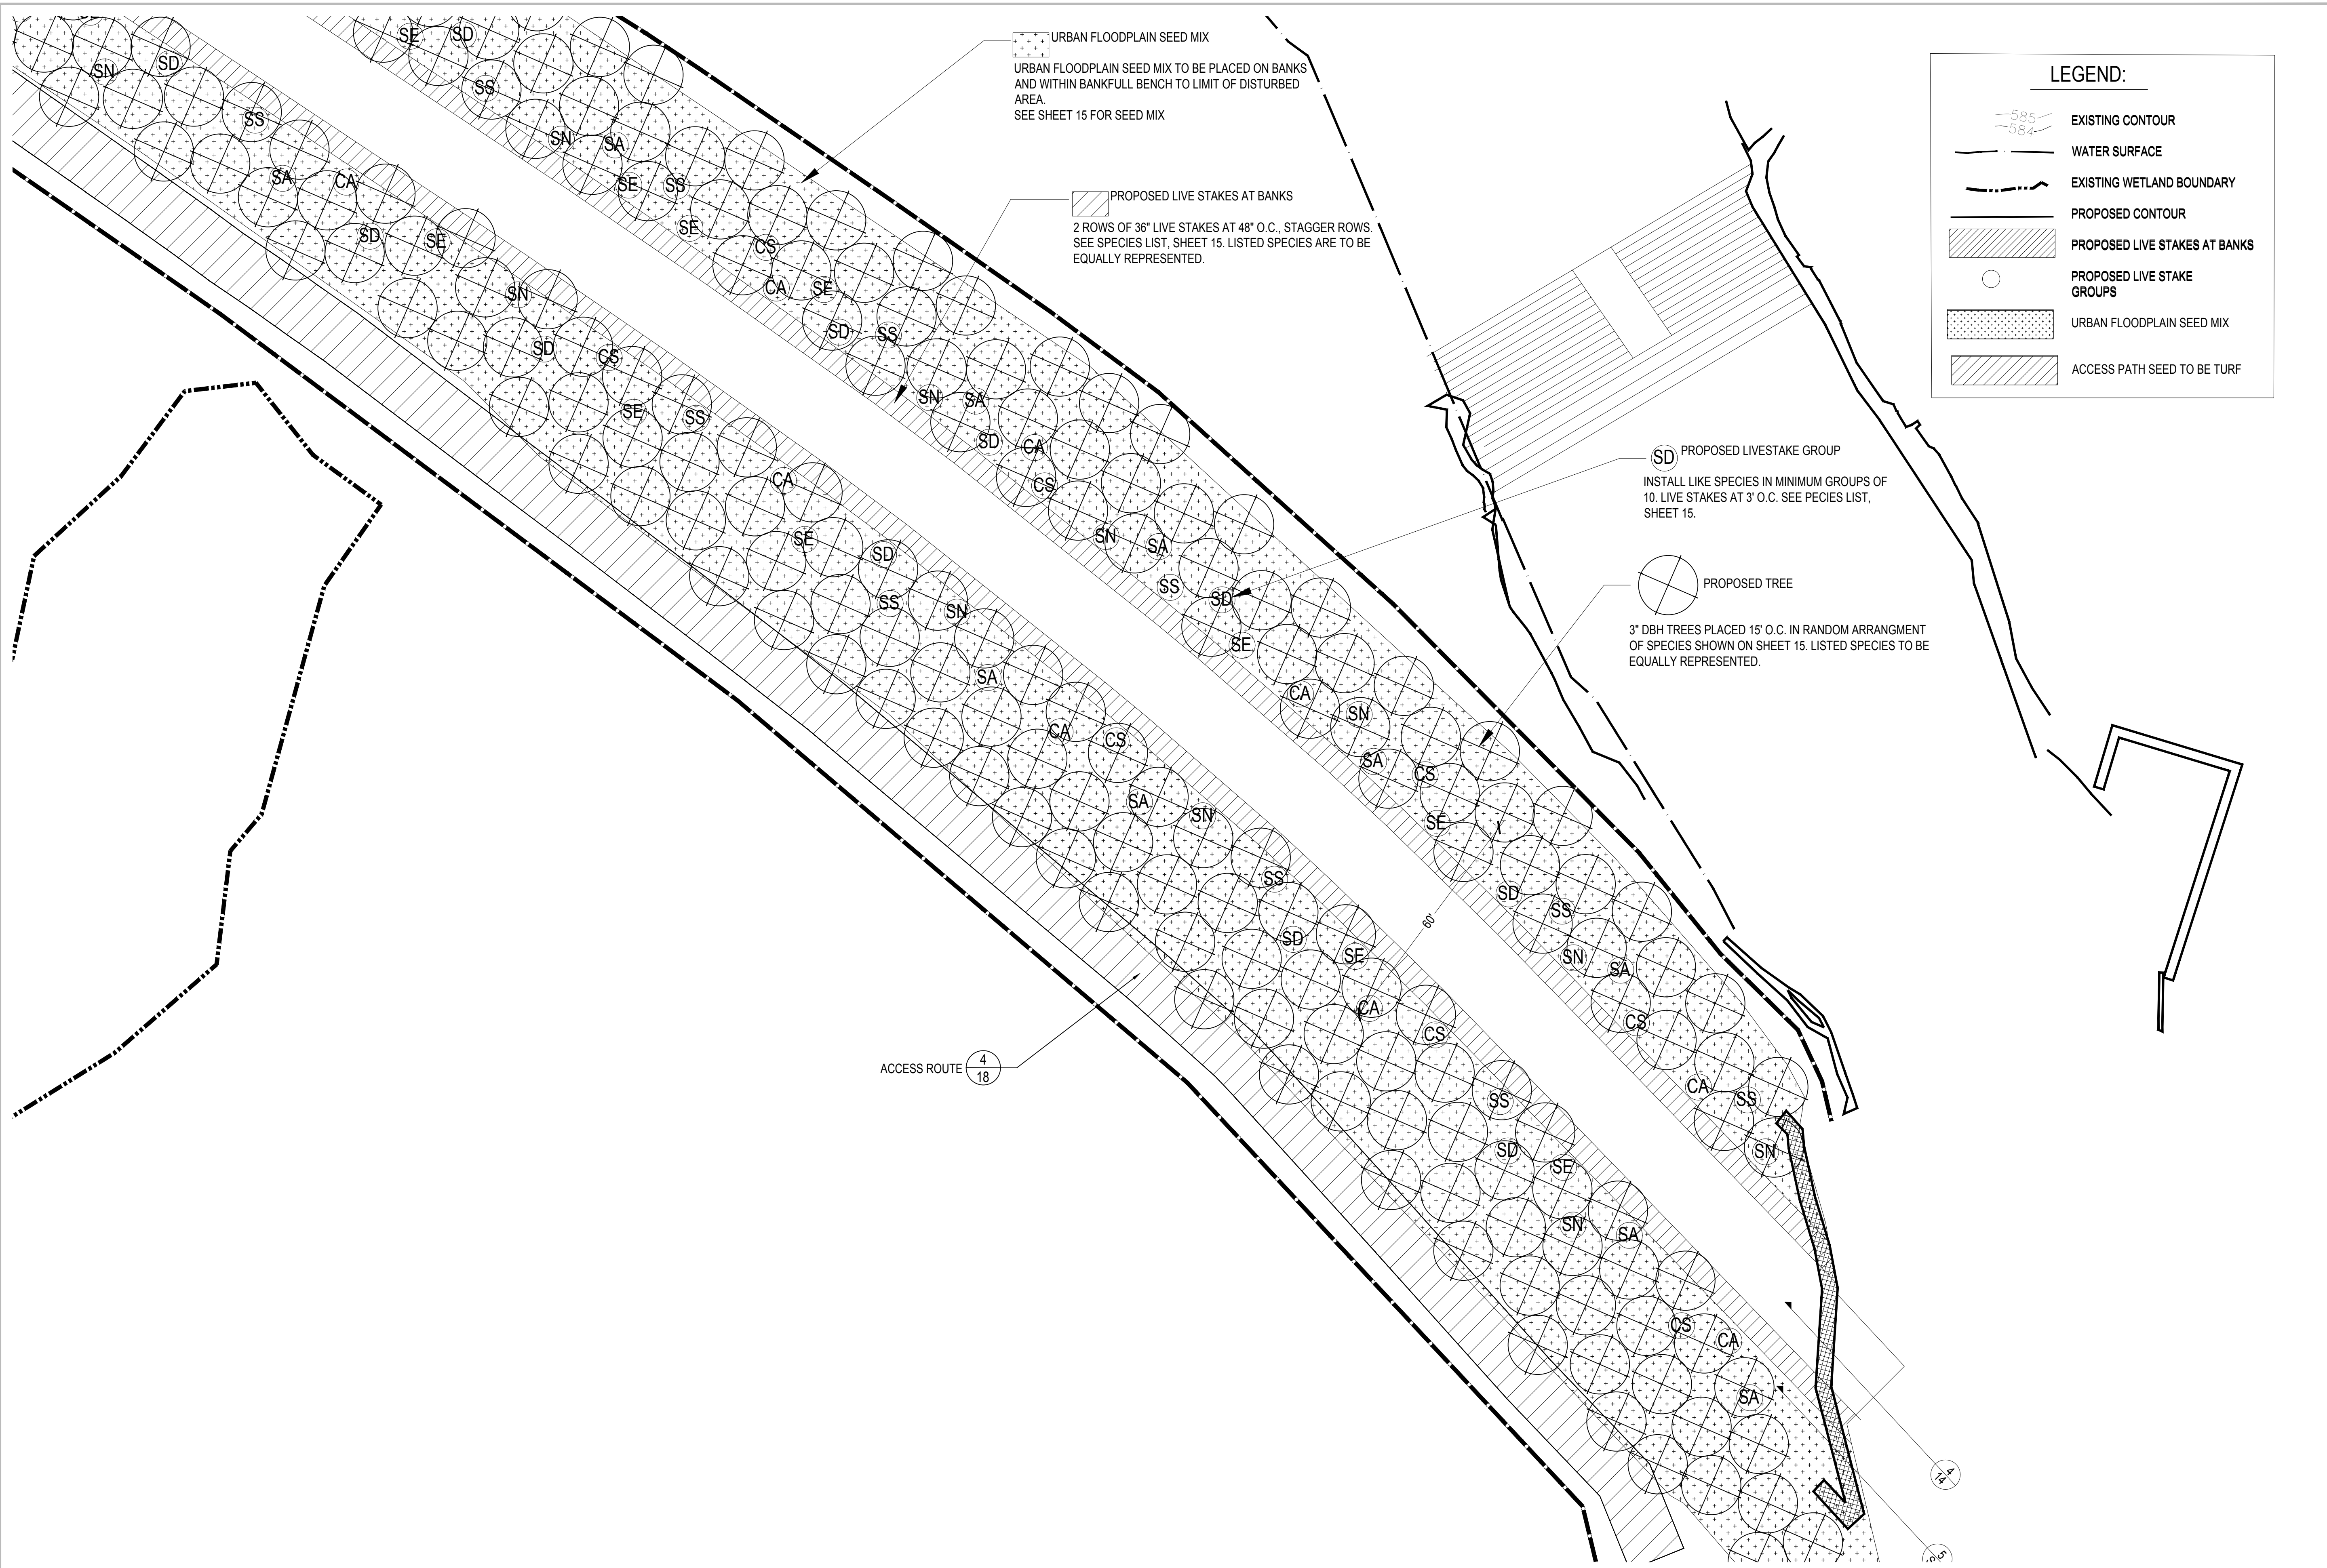 URBAN FLOODPLAIN SEED MIX
URBAN FLOODPLAIN SEED MIX TO BE PLACED ON BANKS
AND WITHIN BANKFULL BENCH TO LIMIT OF DISTURBED
AREA.
SEE SHEET 15 FOR SEED MIX
PROPOSED LIVE STAKES AT BANKS
2 ROWS OF 36" LIVE STAKES AT 48" O.C., STAGGER ROWS.
SEE SPECIES LIST, SHEET 15. LISTED SPECIES ARE TO BE
EQUALLY REPRESENTED.
LEGEND:
585
584
EXISTING CONTOUR
WATER SURFACE
EXISTING WETLAND BOUNDARY
PROPOSED CONTOUR
PROPOSED LIVE STAKES AT BANKS
PROPOSED LIVE STAKE
GROUPS
URBAN FLOODPLAIN SEED MIX
ACCESS PATH SEED TO BE TURF
SD PROPOSED LIVESTAKE GROUP
INSTALL LIKE SPECIES IN MINIMUM GROUPS OF
10. LIVE STAKES AT 3' O.C. SEE PECIES LIST,
SHEET 15.
PROPOSED TREE
3" DBH TREES PLACED 15' O.C. IN RANDOM ARRANGMENT
OF SPECIES SHOWN ON SHEET 15. LISTED SPECIES TO BE
EQUALLY REPRESENTED.
SE
SD
SS
SN
SA
SE
SS
SE
CS
CA
SE
SD
SS
SN
SA
SD
CA
CS
SN
SA
SS
SD
SE
CA
SN
SA
CS
SE
SD
SS
SN
SA
CS
CA
SS
SN
SN
SD
SS
SA
CA
SD
SE
SN
SD
CS
SE
SS
CA
SE
SD
SS
SN
SA
CA
CS
SA
SN
SS
SD
SE
CA
CS
SS
SD
SE
SN
SA
CS
CA
SA
60'
ACCESS ROUTE 4
18
4
14
5